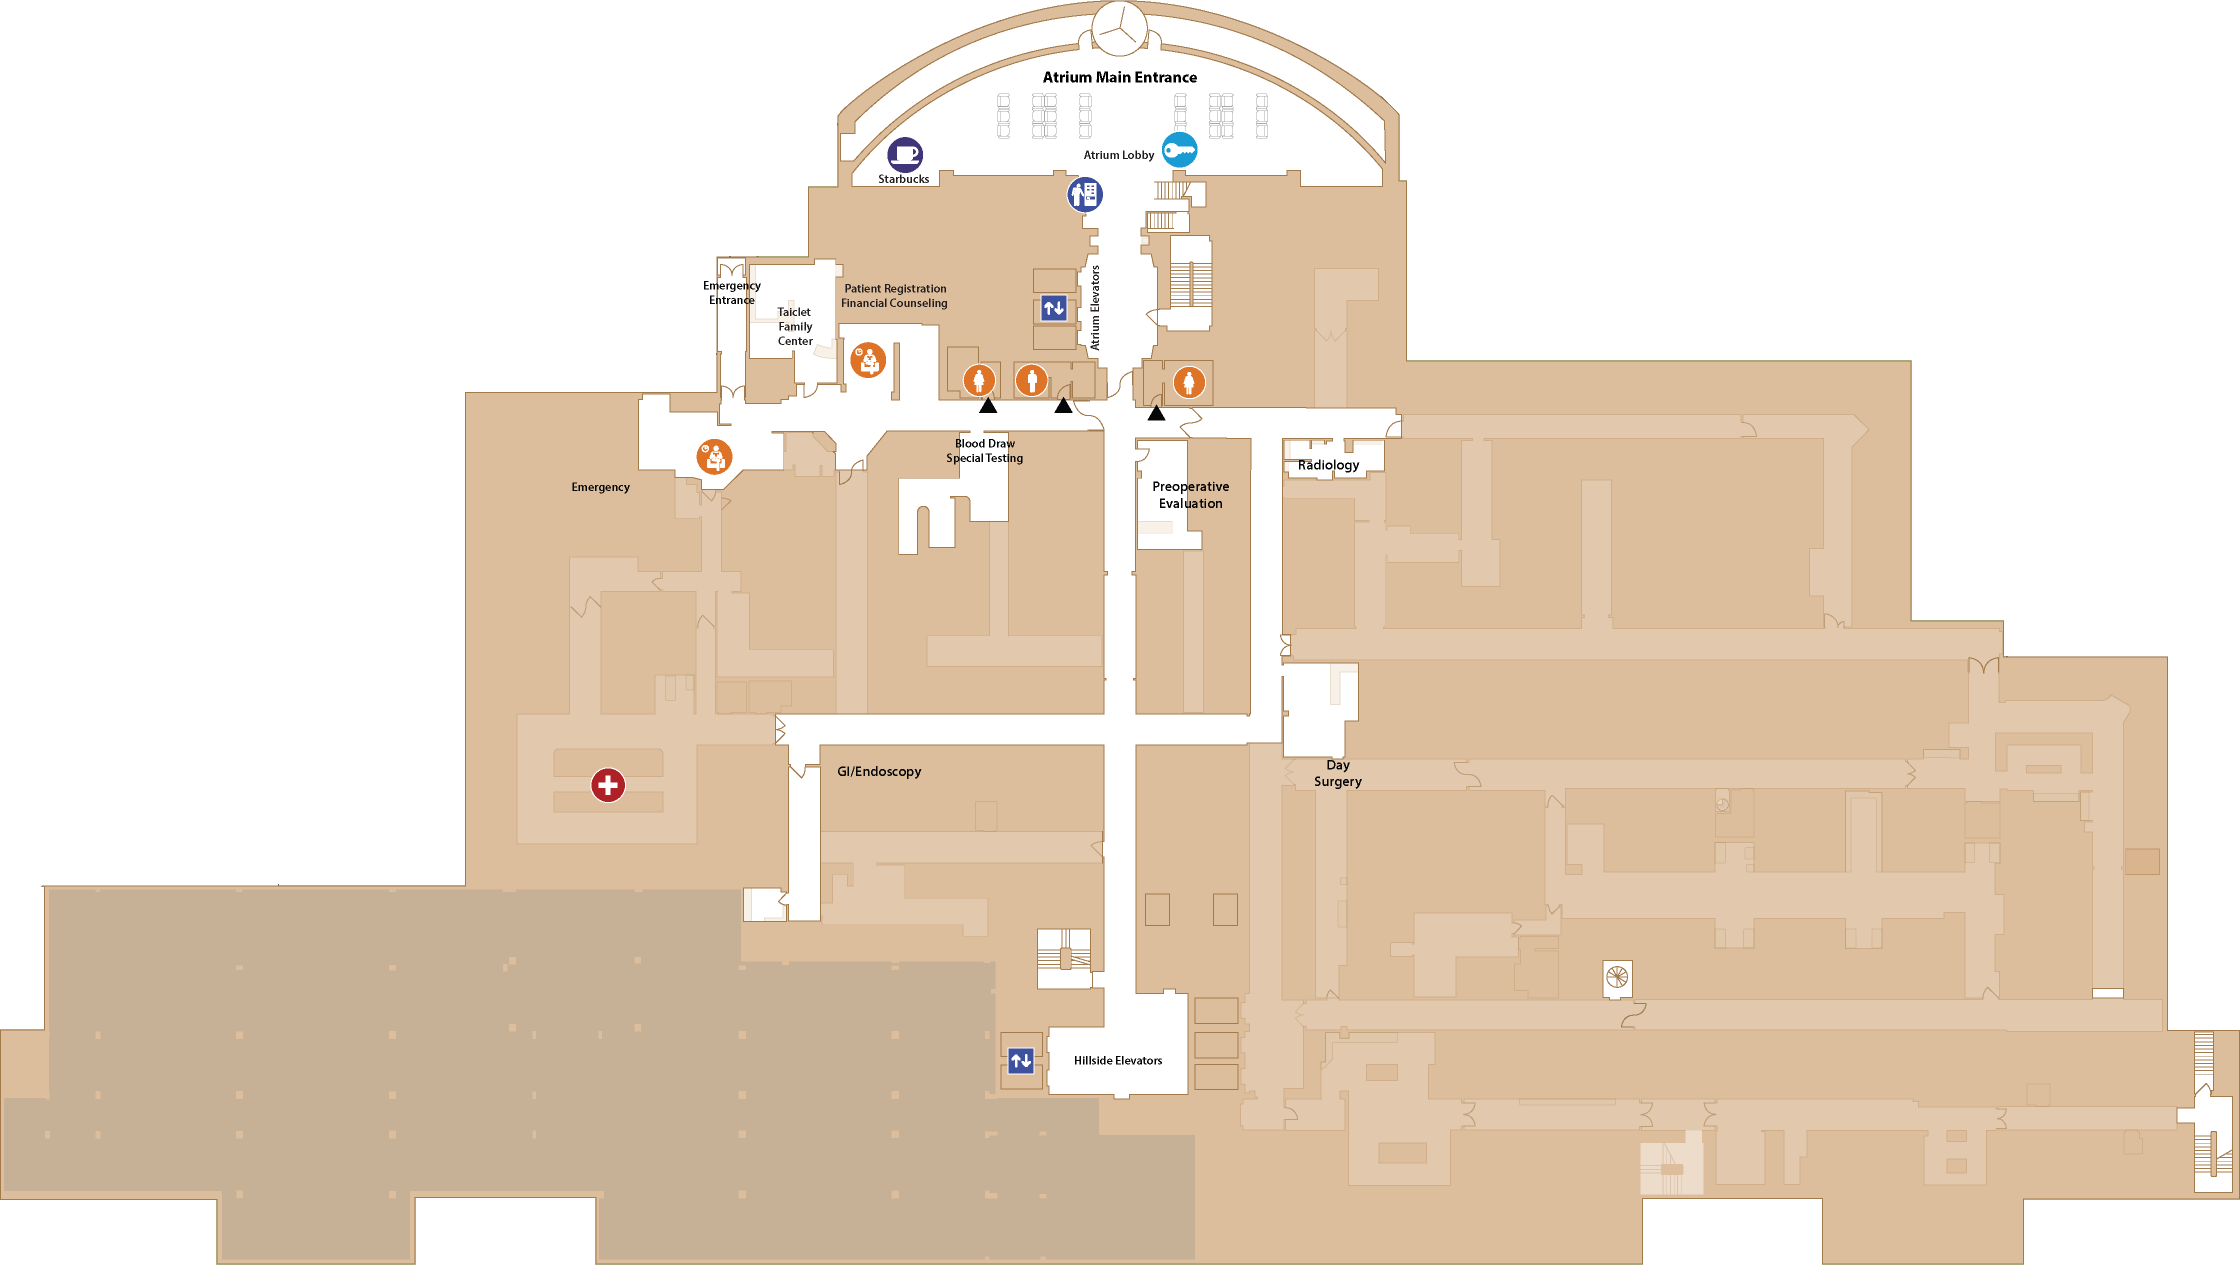 Atrium Main Entrance
Atrium Lobby
Starbucks
Emergency
Entrance
Taiclet
Family
Center
Patient Registration
Financial Counseling
Atrium Elevators
Blood Draw
Special Testing
Emergency
Radiology
Preoperative
Evaluation
GI/Endoscopy
Day
Surgery
Hillside Elevators